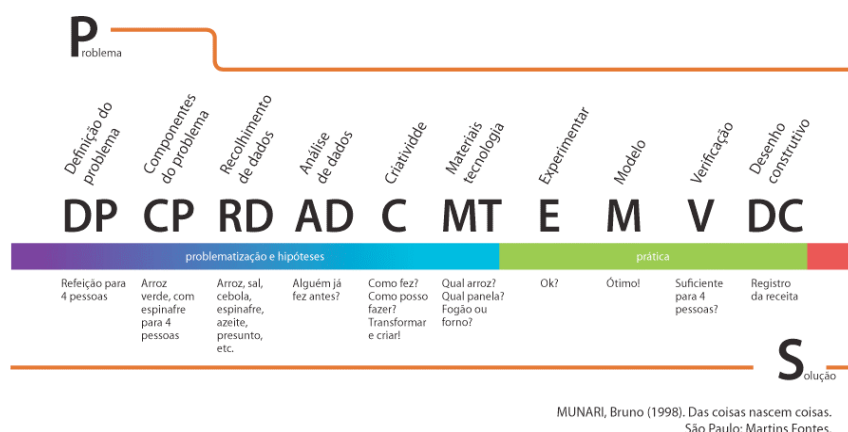 Problema
Definição do
problema
Componentes
do problema
Recolhimento
de dados
Análise
de dados
Criatividde
Materiais
tecnologia
Experimentar
Modelo
Verificação
Desenho
construtivo
DP CP RD AD C MT E M V DC
problematização e hipóteses
prática
Refeição para
4 pessoas
Arroz
verde, com
espinafre
para 4
pessoas
Arroz, sal,
cebola,
espinafre,
azeite,
presunto,
etc.
Alguém já
fez antes?
Como fez?
Como posso
fazer?
Transformar
e criar!
Qual arroz?
Qual panela?
Fogão ou
forno?
Ok?
Ótimo!
Suficiente
para 4
pessoas?
Registro
da receita
Solução
MUNARI, Bruno (1998). Das coisas nascem coisas.
São Paulo: Martins Fontes.